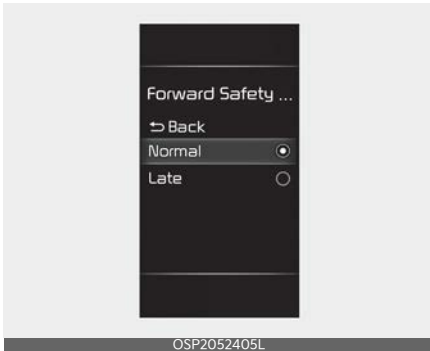 Forward Safety ...
Back
Normal
Late
OSP2052405L